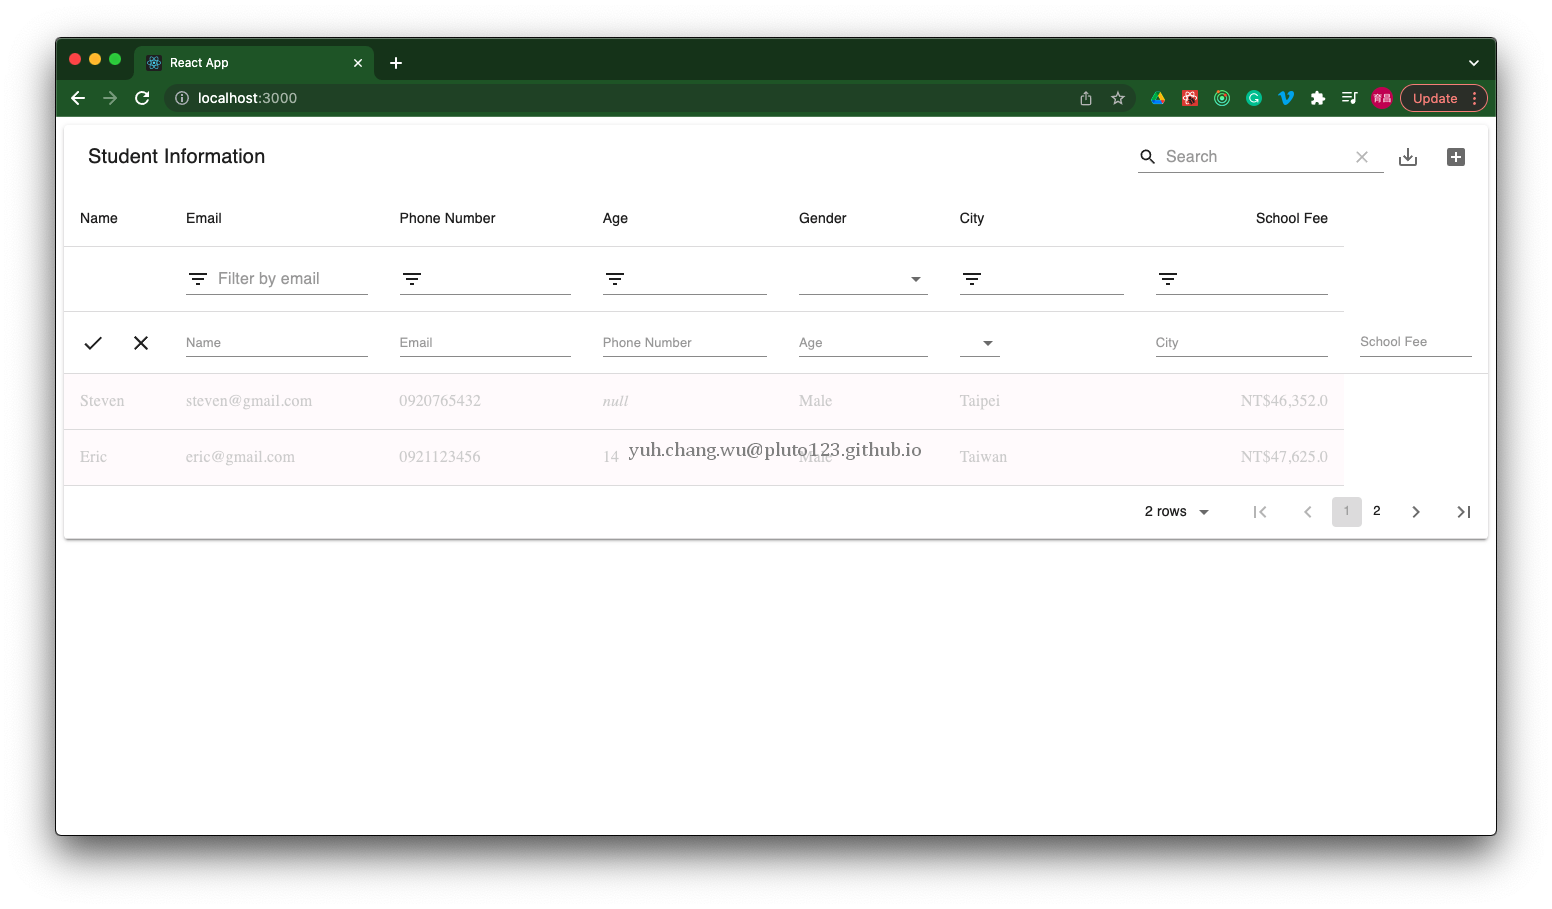 React App
localhost:3000
育昌
Update
Student Information
Search
Name Email Phone Number Age Gender City School Fee
Filter by email
Name Email Phone Number Age City School Fee
Steven steven@gmail.com 0920765432 null Male Taipei NT$46,352.0
yuh.chang.wu@pluto123.github.io
Eric eric@gmail.com 0921123456 14 Male Taiwan NT$47,625.0
2 rows 1 2